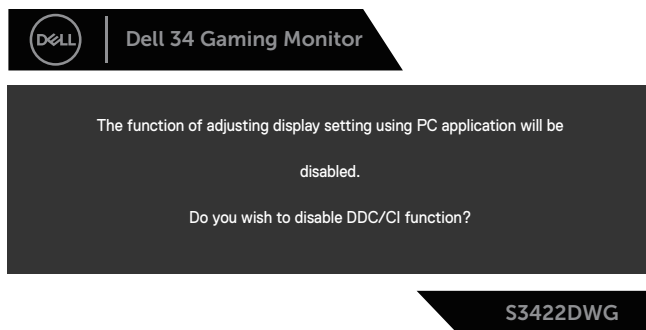 DELL
Dell 34 Gaming Monitor
The function of adjusting display setting using PC application will be
disabled.
Do you wish to disable DDC/CI function?
S3422DWG